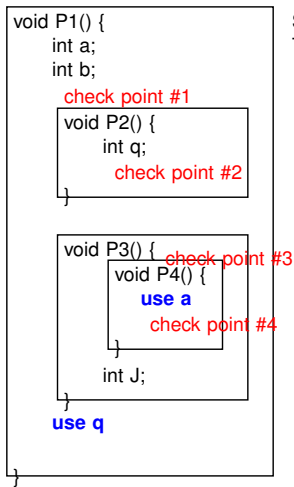 void P1() {
int a;
int b;
check point #1
void P2() {
int q;
check point #2
}
void P3() { check point #3
void P4() {
use a
check point #4
}
int J;
}
use q
}